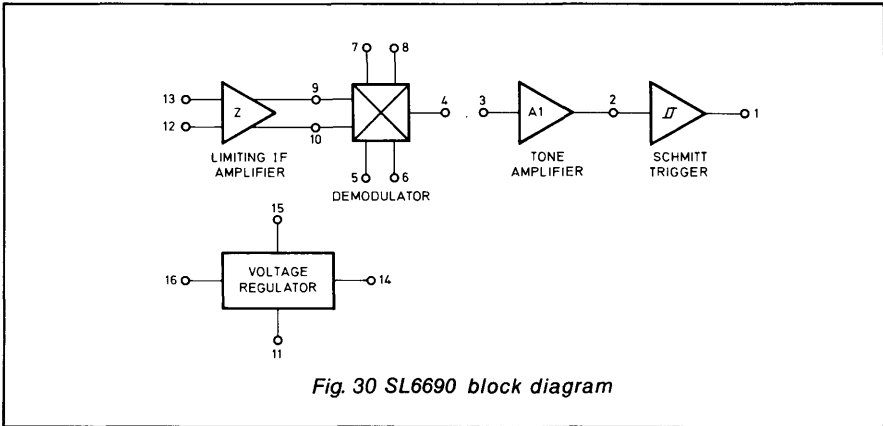 7 8
13 Z 9 4 3 A1 2 1
12 10
LIMITING IF
AMPLIFIER
5 6
DEMODULATOR
TONE
AMPLIFIER
SCHMITT
TRIGGER
15
16 VOLTAGE
REGULATOR 14
11
Fig. 30 SL6690 block diagram